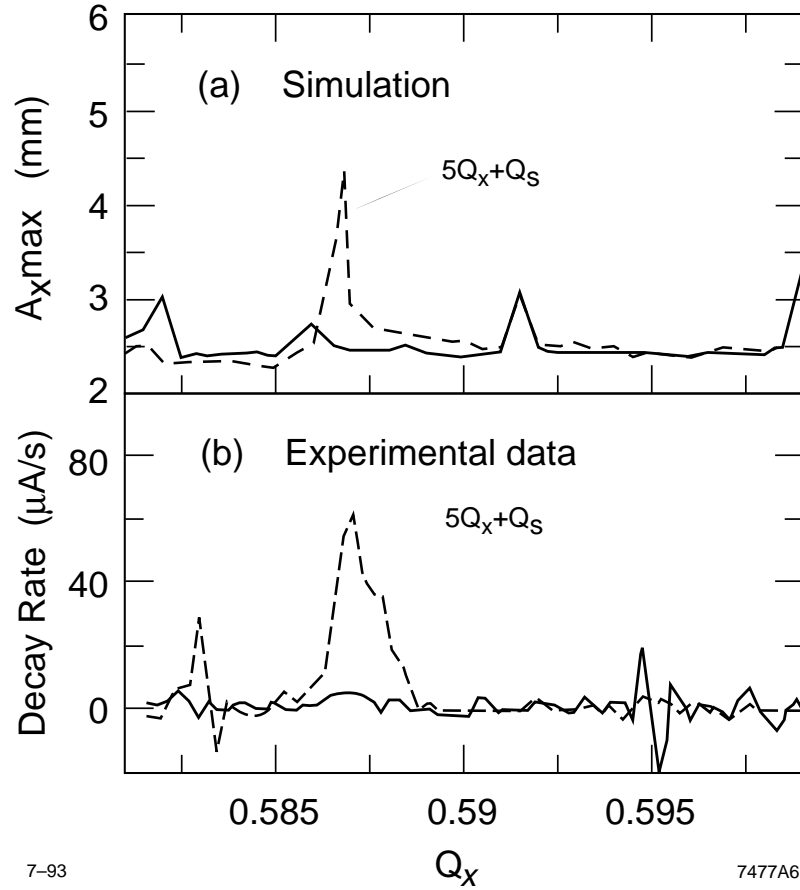 6
(a) Simulation
5
5Qx+QS
4
3
2
Axmax (mm)
(b) Experimental data
80
5Qx+QS
40
0
Decay Rate (μA/s)
0.585 0.59 0.595
Qx
7–93
7477A6